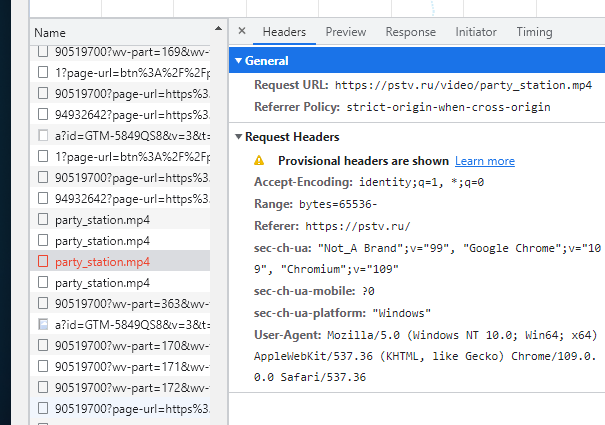 Name
90519700?wv-part=169&wv-
1?page-url=btn%3A%2F%2Fp
90519700?page-url=https%3.
94932642?page-url=https%3.
a?id=GTM-5849QS8&v=3&t=
1?page-url=btn%3A%2F%2Fp
90519700?page-url=https%3.
94932642?page-url=https%3.
party_station.mp4
party_station.mp4
party_station.mp4
party_station.mp4
90519700?wv-part=363&wv-
a?id=GTM-5849QS8&v=3&t=
90519700?wv-part=170&wv-
90519700?wv-part=171&wv-
90519700?wv-part=172&wv-
90519700?page-url=https%3.
× Headers Preview Response Initiator Timing
▼ General
Request URL: https://pstv.ru/video/party_station.mp4
Referrer Policy: strict-origin-when-cross-origin
▼ Request Headers
Provisional headers are shown Learn more
Accept-Encoding: identity;q=1, *;q=0
Range: bytes=65536-
Referer: https://pstv.ru/
sec-ch-ua: "Not_A Brand";v="99", "Google Chrome";v="10
9", "Chromium";v="109"
sec-ch-ua-mobile: ?0
sec-ch-ua-platform: "Windows"
User-Agent: Mozilla/5.0 (Windows NT 10.0; Win64; x64)
AppleWebKit/537.36 (KHTML, like Gecko) Chrome/109.0.
0.0 Safari/537.36